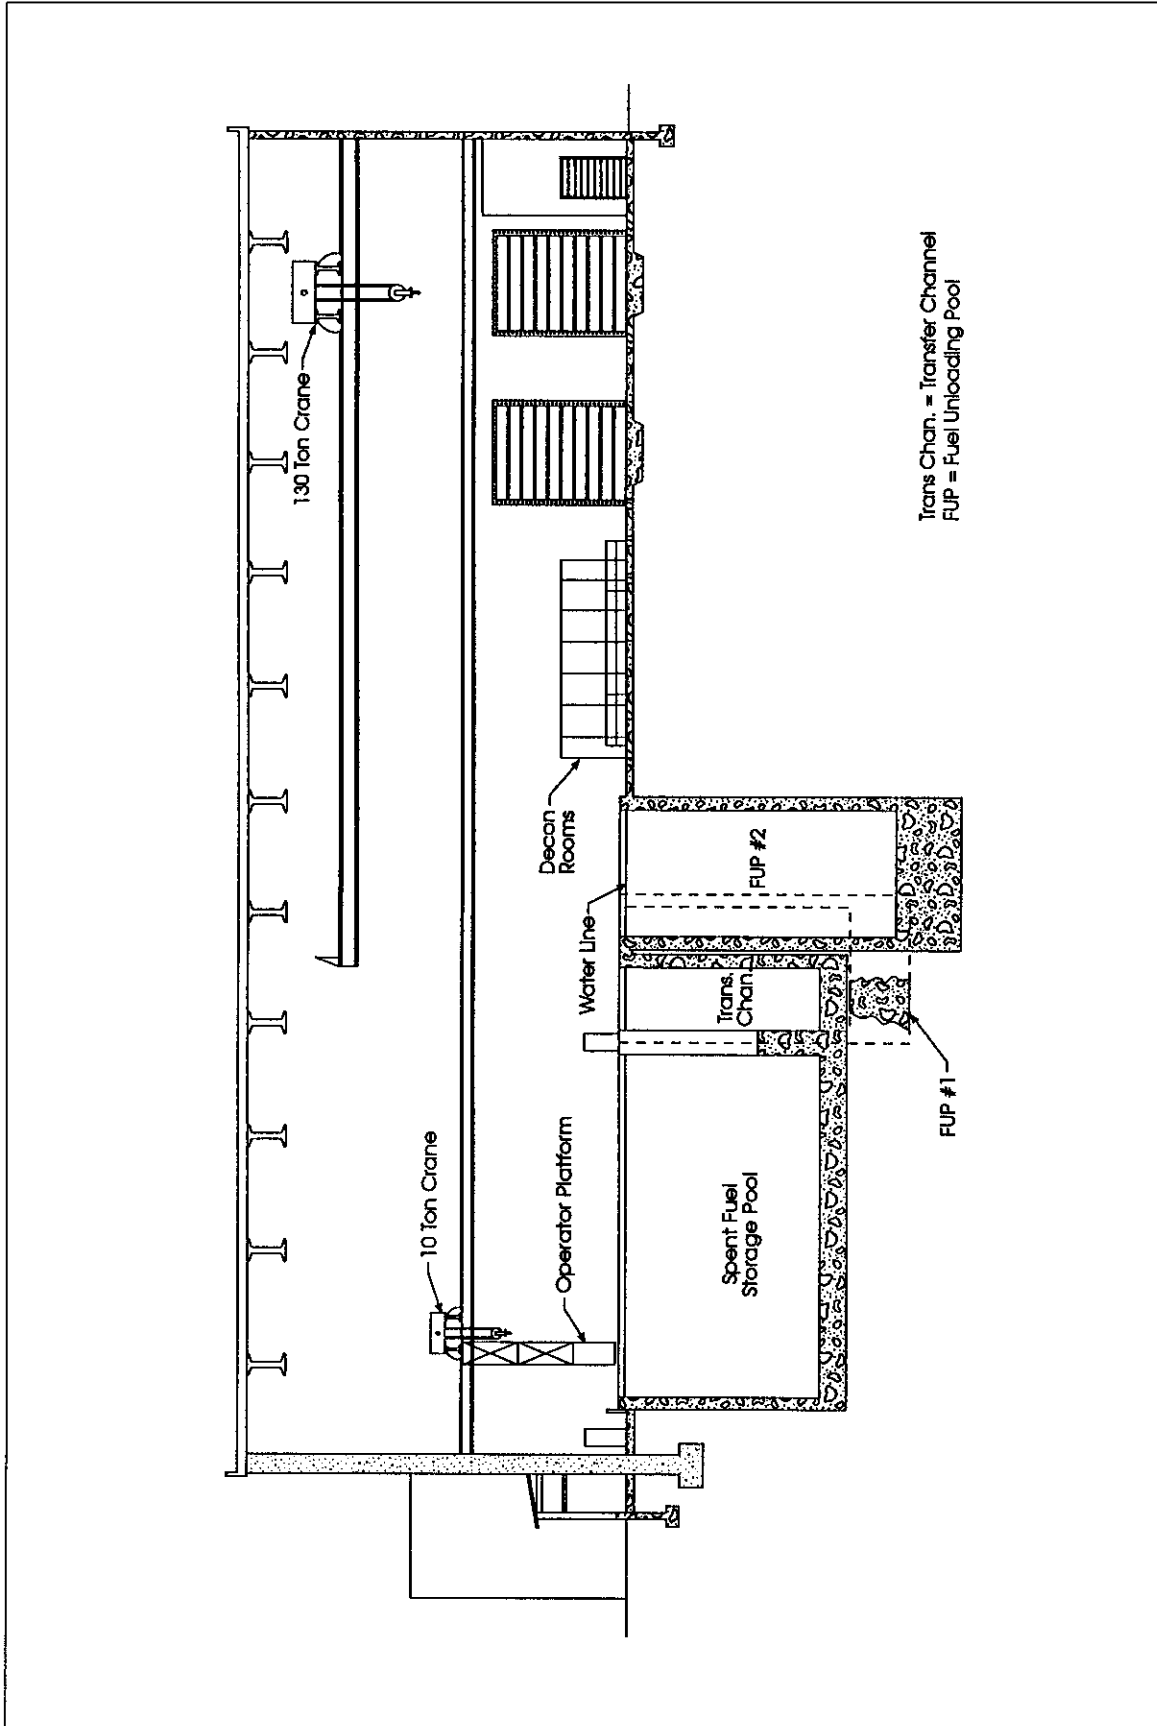 130 Ton Crane
10 Ton Crane
Operator Platform
Water Line
Decon
Rooms
Spent Fuel
Storage Pool
Trans.
Chan.
FUP #2
FUP #1
Trans Chan. = Transfer Channel
FUP = Fuel Unloading Pool